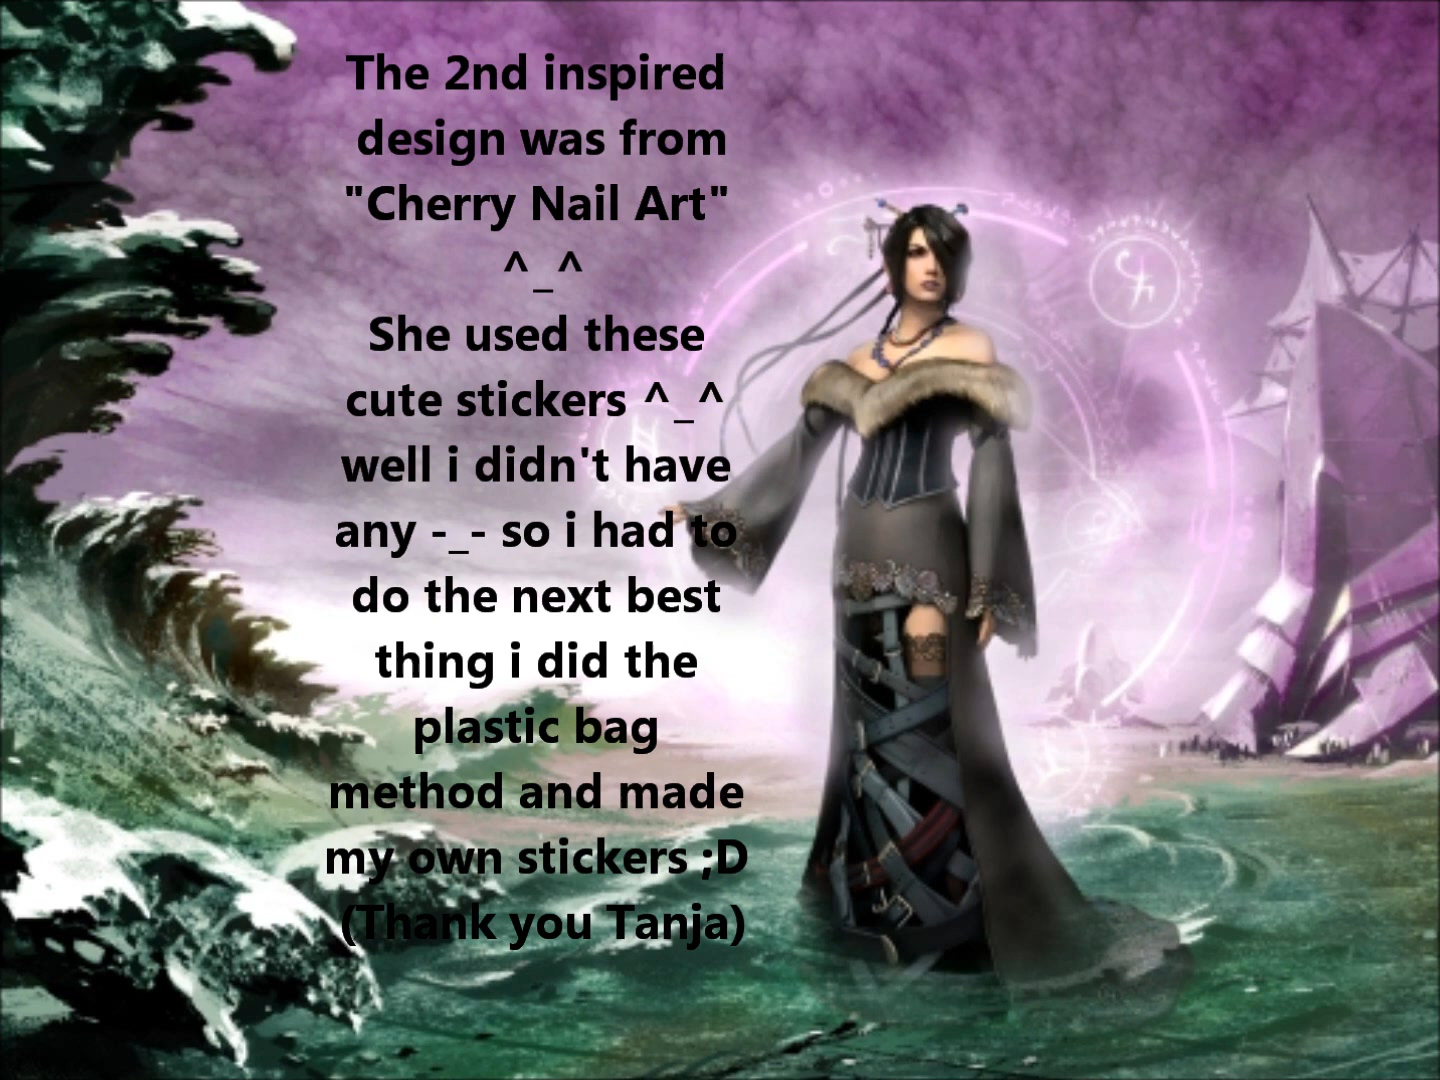 The 2nd inspired
design was from
"Cherry Nail Art"
^_^
She used these
cute stickers ^_^
well i didn't have
any -_- so i had to
do the next best
thing i did the
plastic bag
method and made
my own stickers ;D
(Thank you Tanja)